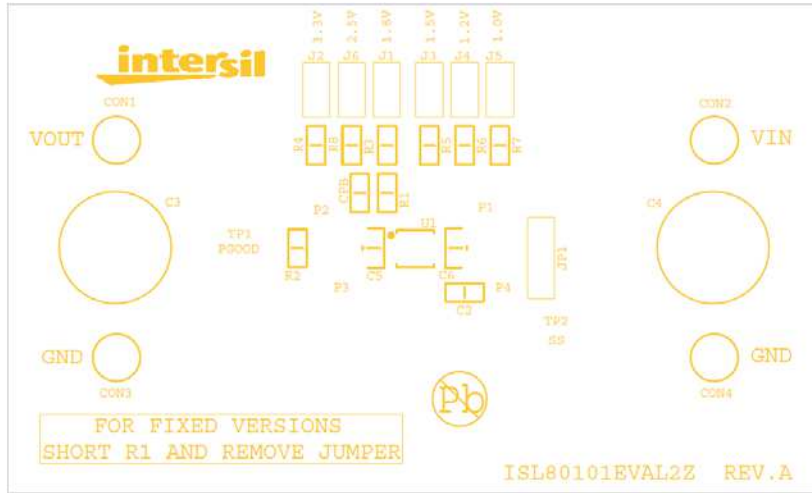 3.3V 2.5V 1.8V 1.5V 1.2V 1.0V
intersil
J2 J6 J1 J3 J4 J5
CON1
CON2
VOUT
VIN
R4 R8 R3 R5 R6 R7
CPB R1
C3
P2
P1
C4
U1
TP1
PGOOD
JP1
R2
C5
C6
P3
P4
C2
TP2
SS
GND
GND
CON3
CON4
Pb
FOR FIXED VERSIONS
SHORT R1 AND REMOVE JUMPER
ISL80101EVAL2Z REV.A